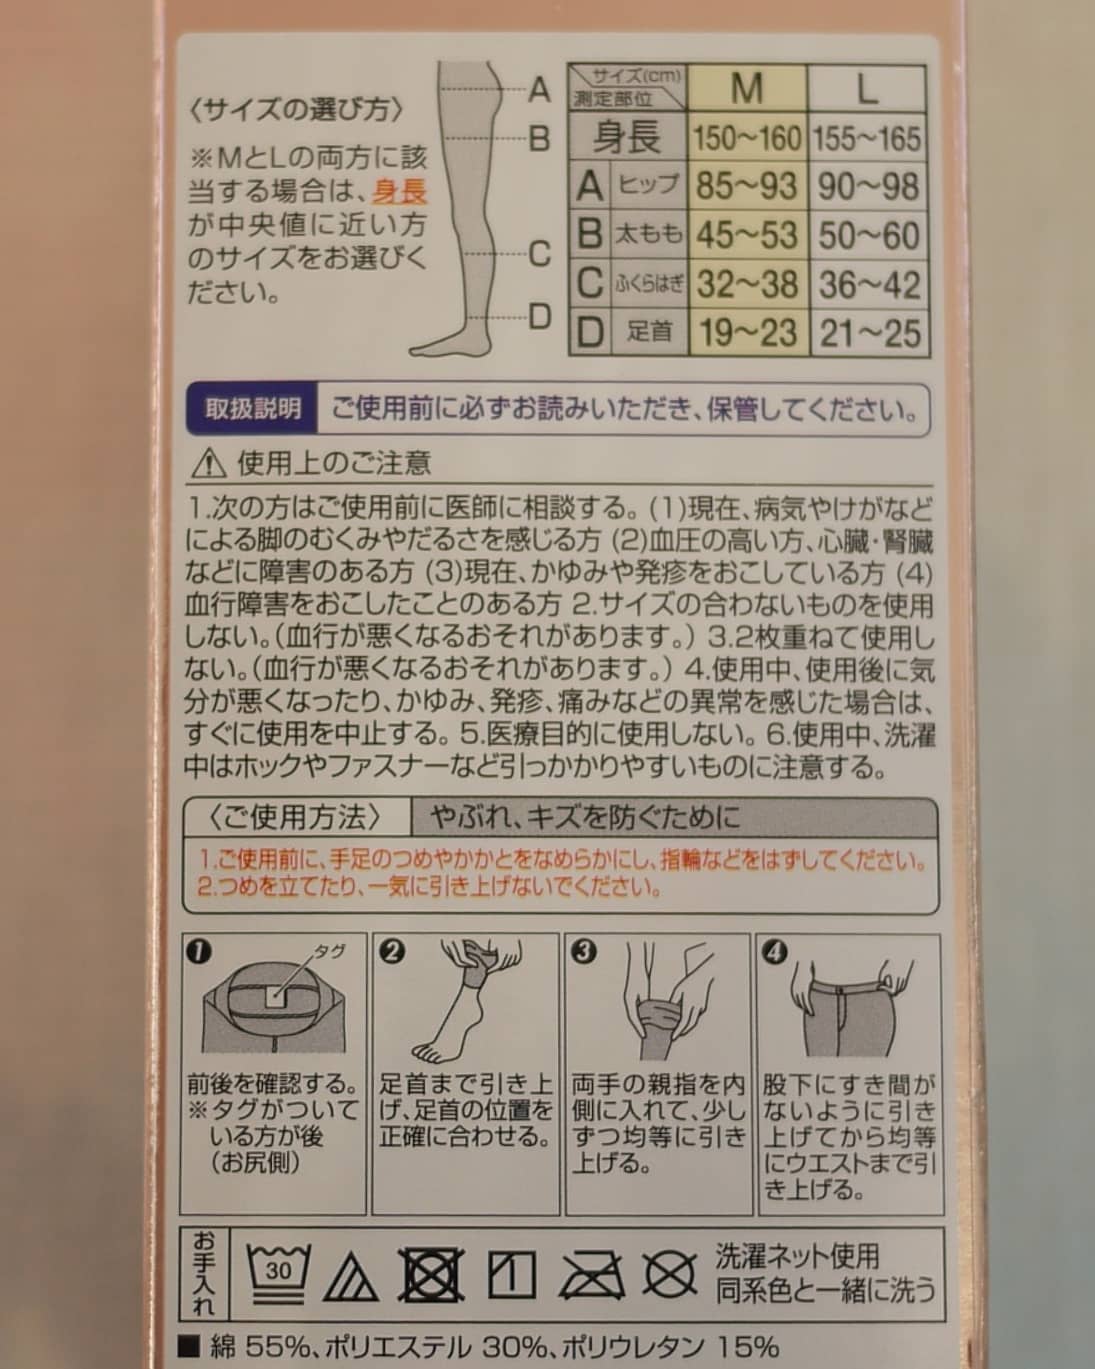 〈サイズの選び方〉
※MとLの両方に該
当する場合は、身長
が中央値に近い方
のサイズをお選びく
ださい。
A
B
C
D
サイズ(cm) M L
測定部位
身長 150〜160 155〜165
A ヒップ 85〜93 90〜98
B 太もも 45〜53 50〜60
C ふくらはぎ 32〜38 36〜42
D 足首 19〜23 21〜25
取扱説明 ご使用前に必ずお読みいただき、保管してください。
使用上のご注意
1.次の方はご使用前に医師に相談する。(1)現在、病気やけがなど
による脚のむくみやだるさを感じる方 (2)血圧の高い方、心臓・腎臓
などに障害のある方 (3)現在、かゆみや発疹をおこしている方 (4)
血行障害をおこしたことのある方 2.サイズの合わないものを使用
しない。(血行が悪くなるおそれがあります。) 3.2枚重ねて使用し
ない。(血行が悪くなるおそれがあります。) 4.使用中、使用後に気
分が悪くなったり、かゆみ、発疹、痛みなどの異常を感じた場合は、
すぐに使用を中止する。 5.医療目的に使用しない。 6.使用中、洗濯
中はホックやファスナーなど引っかかりやすいものに注意する。
〈ご使用方法〉 やぶれ、キズを防ぐために
1.ご使用前に、手足のつめやかかとをなめらかにし、指輪などをはずしてください。
2.つめを立てたり、一気に引き上げないでください。
1 タグ
前後を確認する。
※タグがついて
いる方が後
(お尻側)
2
足首まで引き上
げ、足首の位置を
正確に合わせる。
3
両手の親指を内
側に入れて、少し
ずつ均等に引き
上げる。
4
股下にすき間が
ないように引き
上げてから均等
にウエストまで引
き上げる。
お手入れ
30
洗濯ネット使用
同系色と一緒に洗う
■ 綿 55%、ポリエステル 30%、ポリウレタン 15%